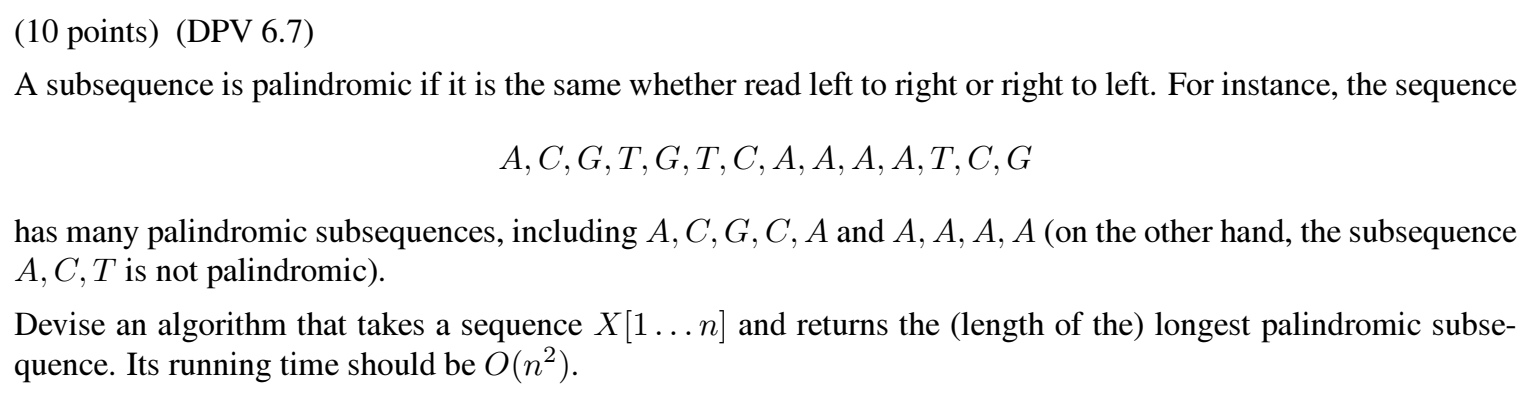 (10 points) (DPV 6.7)
A subsequence is palindromic if it is the same whether read left to right or right to left. For instance, the sequence
A, C, G, T, G, T, C, A, A, A, A, T, C, G
has many palindromic subsequences, including A, C, G, C, A and A, A, A, A (on the other hand, the subsequence
A, C, T is not palindromic).
Devise an algorithm that takes a sequence X[1 . . . n] and returns the (length of the) longest palindromic subse-
quence. Its running time should be O(n²).